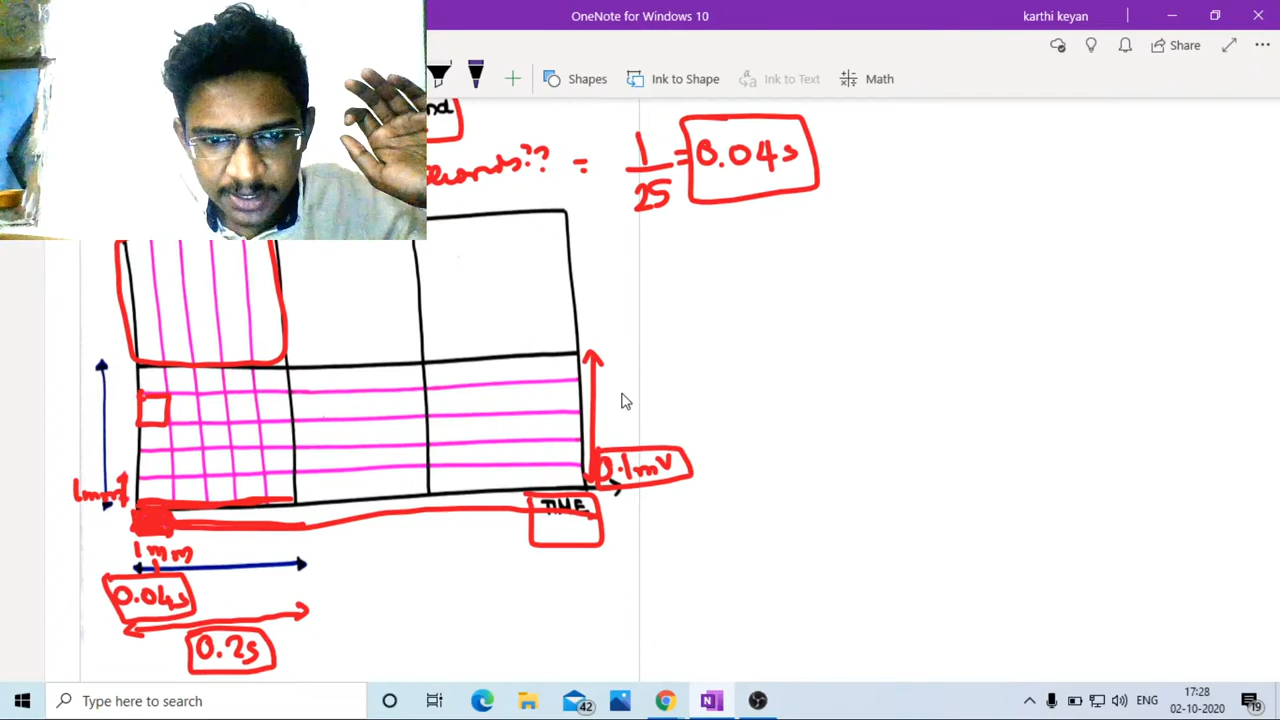 OneNote for Windows 10
karthi keyan
Share
Shapes
Ink to Shape
Ink to Text
Math
= 1/25 = 0.04s
0.1mV
1mm
TIME
1mm
0.04s
0.2s
Type here to search
42
ENG
17:28
02-10-2020
19